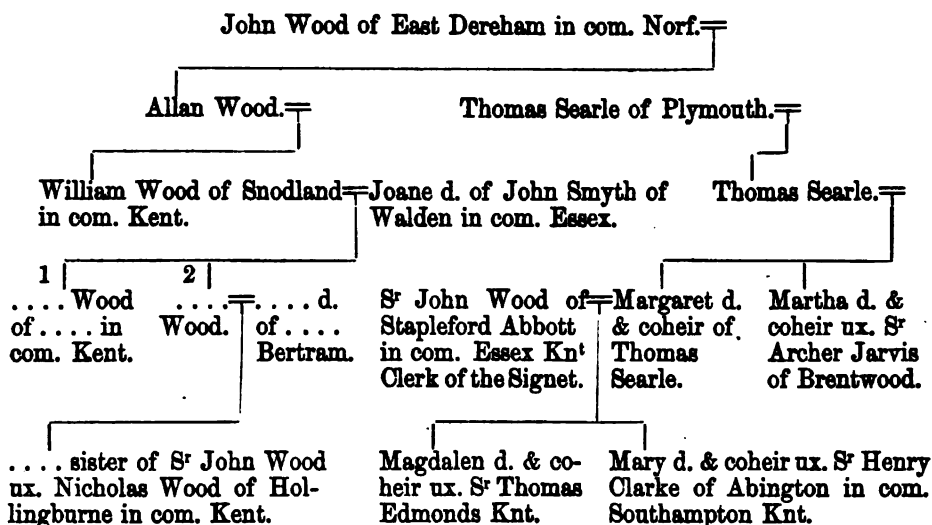 John Wood of East Dereham in com. Norf.
Allan Wood.
Thomas Searle of Plymouth.
William Wood of Snodland
in com. Kent.
Joane d. of John Smyth of
Walden in com. Essex.
Thomas Searle.
1
. . . . Wood
of . . . . in
com. Kent.
2
. . . .
Wood.
. . . . d.
of . . . .
Bertram.
Sʳ John Wood of
Stapleford Abbott
in com. Essex Knᵗ
Clerk of the Signet.
Margaret d.
& coheir of
Thomas
Searle.
Martha d. &
coheir ux. Sʳ
Archer Jarvis
of Brentwood.
. . . . sister of Sʳ John Wood
ux. Nicholas Wood of Hol-
lingburne in com. Kent.
Magdalen d. & co-
heir ux. Sʳ Thomas
Edmonds Knt.
Mary d. & coheir ux. Sʳ Henry
Clarke of Abington in com.
Southampton Knt.